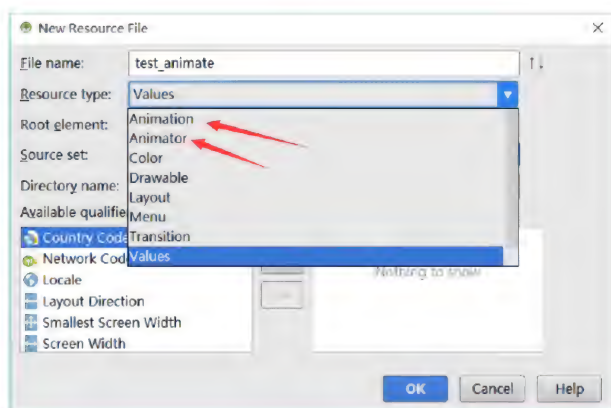 New Resource File
File name: test_animate
Resource type: Values
Root element:
Animation
Animator
Source set:
Color
Drawable
Directory name:
Layout
Available qualifie
Menu
Country Code
Transition
Network Cod
Values
Nothing to show
Locale
Layout Direction
Smallest Screen Width
Screen Width
OK Cancel Help